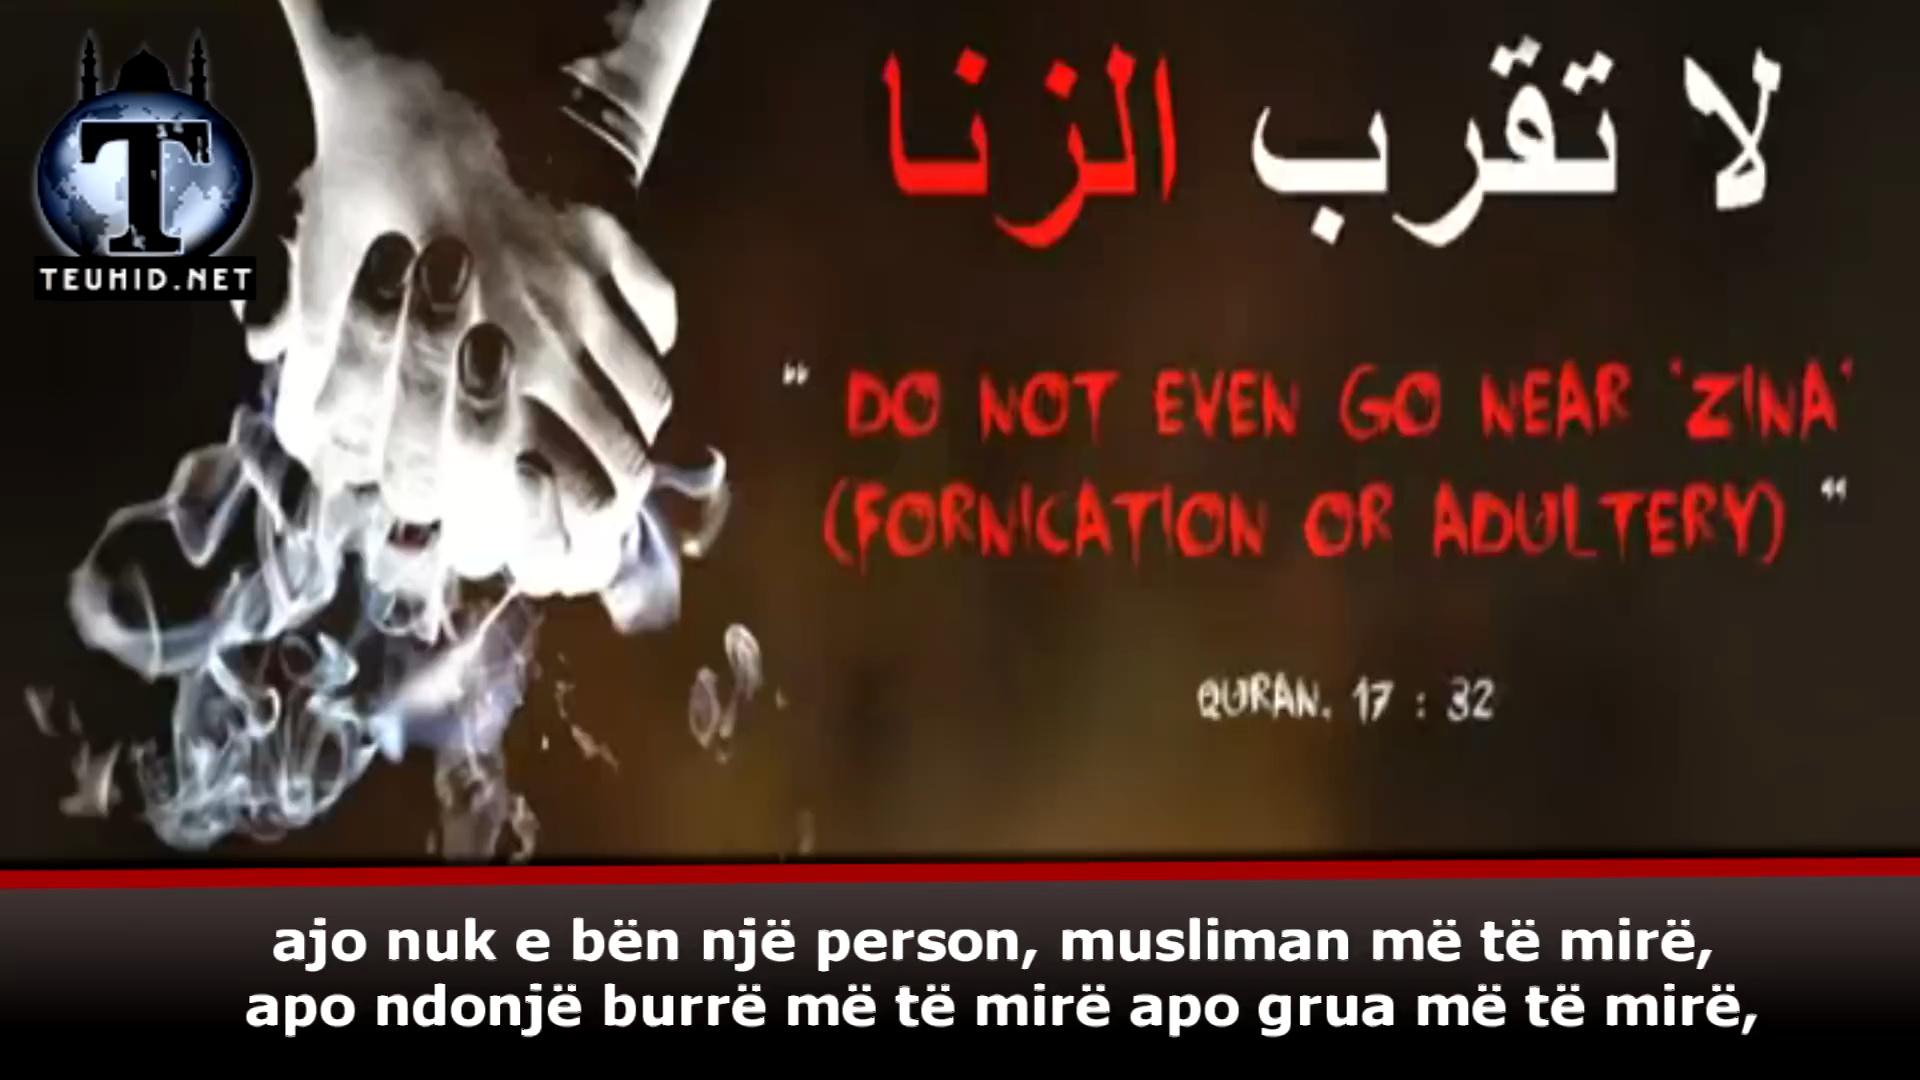 لا تقرب الزنا
" DO NOT EVEN GO NEAR 'ZINA'
(FORNICATION OR ADULTERY) "
QURAN. 17 : 32
T
TEUHID.NET
ajo nuk e bën një person, musliman më të mirë,
apo ndonjë burrë më të mirë apo grua më të mirë,